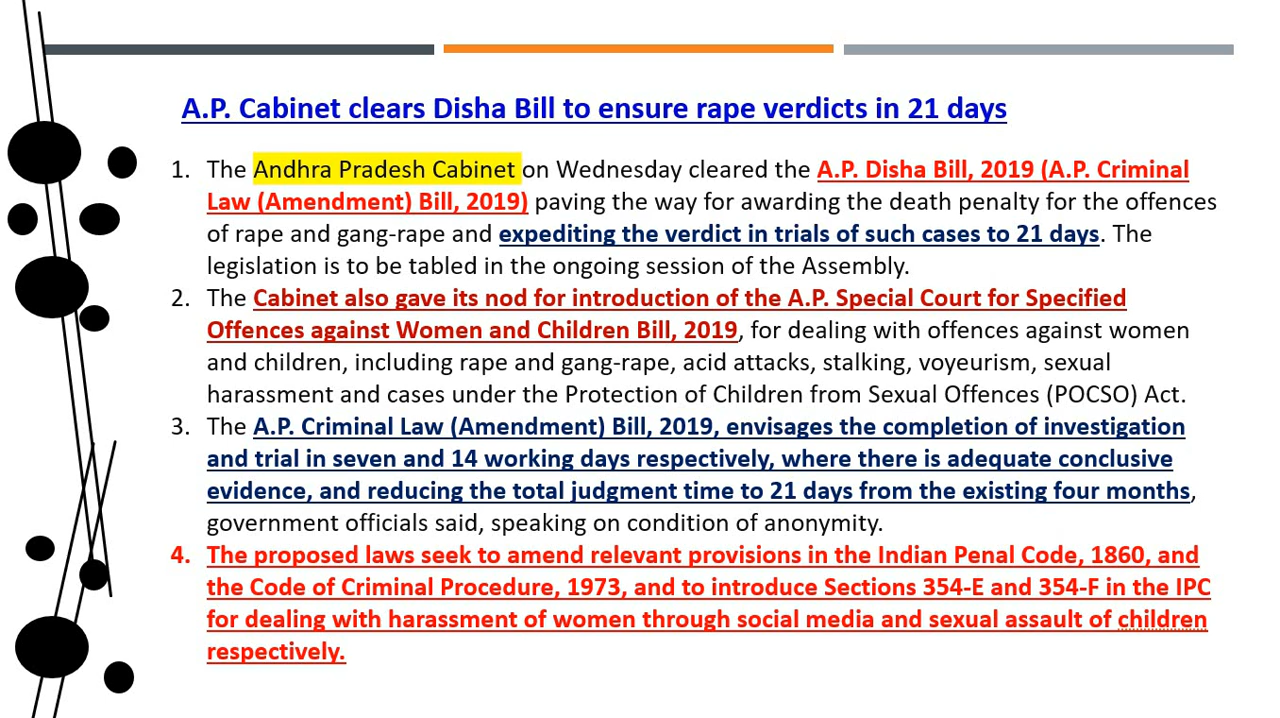 A.P. Cabinet clears Disha Bill to ensure rape verdicts in 21 days
1. The Andhra Pradesh Cabinet on Wednesday cleared the A.P. Disha Bill, 2019 (A.P. Criminal
Law (Amendment) Bill, 2019) paving the way for awarding the death penalty for the offences
of rape and gang-rape and expediting the verdict in trials of such cases to 21 days. The
legislation is to be tabled in the ongoing session of the Assembly.
2. The Cabinet also gave its nod for introduction of the A.P. Special Court for Specified
Offences against Women and Children Bill, 2019, for dealing with offences against women
and children, including rape and gang-rape, acid attacks, stalking, voyeurism, sexual
harassment and cases under the Protection of Children from Sexual Offences (POCSO) Act.
3. The A.P. Criminal Law (Amendment) Bill, 2019, envisages the completion of investigation
and trial in seven and 14 working days respectively, where there is adequate conclusive
evidence, and reducing the total judgment time to 21 days from the existing four months,
government officials said, speaking on condition of anonymity.
4. The proposed laws seek to amend relevant provisions in the Indian Penal Code, 1860, and
the Code of Criminal Procedure, 1973, and to introduce Sections 354-E and 354-F in the IPC
for dealing with harassment of women through social media and sexual assault of children
respectively.